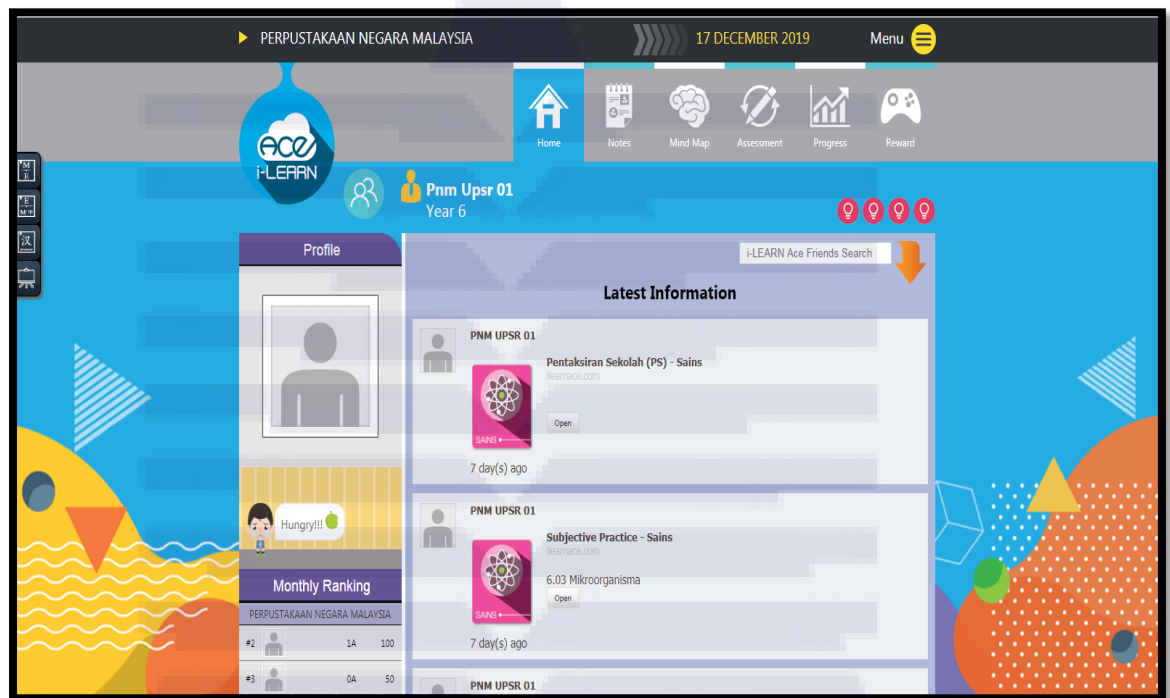 PERPUSTAKAAN NEGARA MALAYSIA
17 DECEMBER 2019
Menu
ACE
i-LEARN
Home
Notes
Mind Map
Assessment
Progress
Reward
Pnm Upsr 01
Year 6
Profile
i-LEARN Ace Friends Search
Latest Information
PNM UPSR 01
Pentaksiran Sekolah (PS) - Sains
ilearnace.com
Open
SAINS
7 day(s) ago
PNM UPSR 01
Subjective Practice - Sains
ilearnace.com
6.03 Mikroorganisma
Open
SAINS
7 day(s) ago
PNM UPSR 01
Hungry!!!
Monthly Ranking
PERPUSTAKAAN NEGARA MALAYSIA
#2 1A 100
#3 0A 50
M
E
E
M
汉